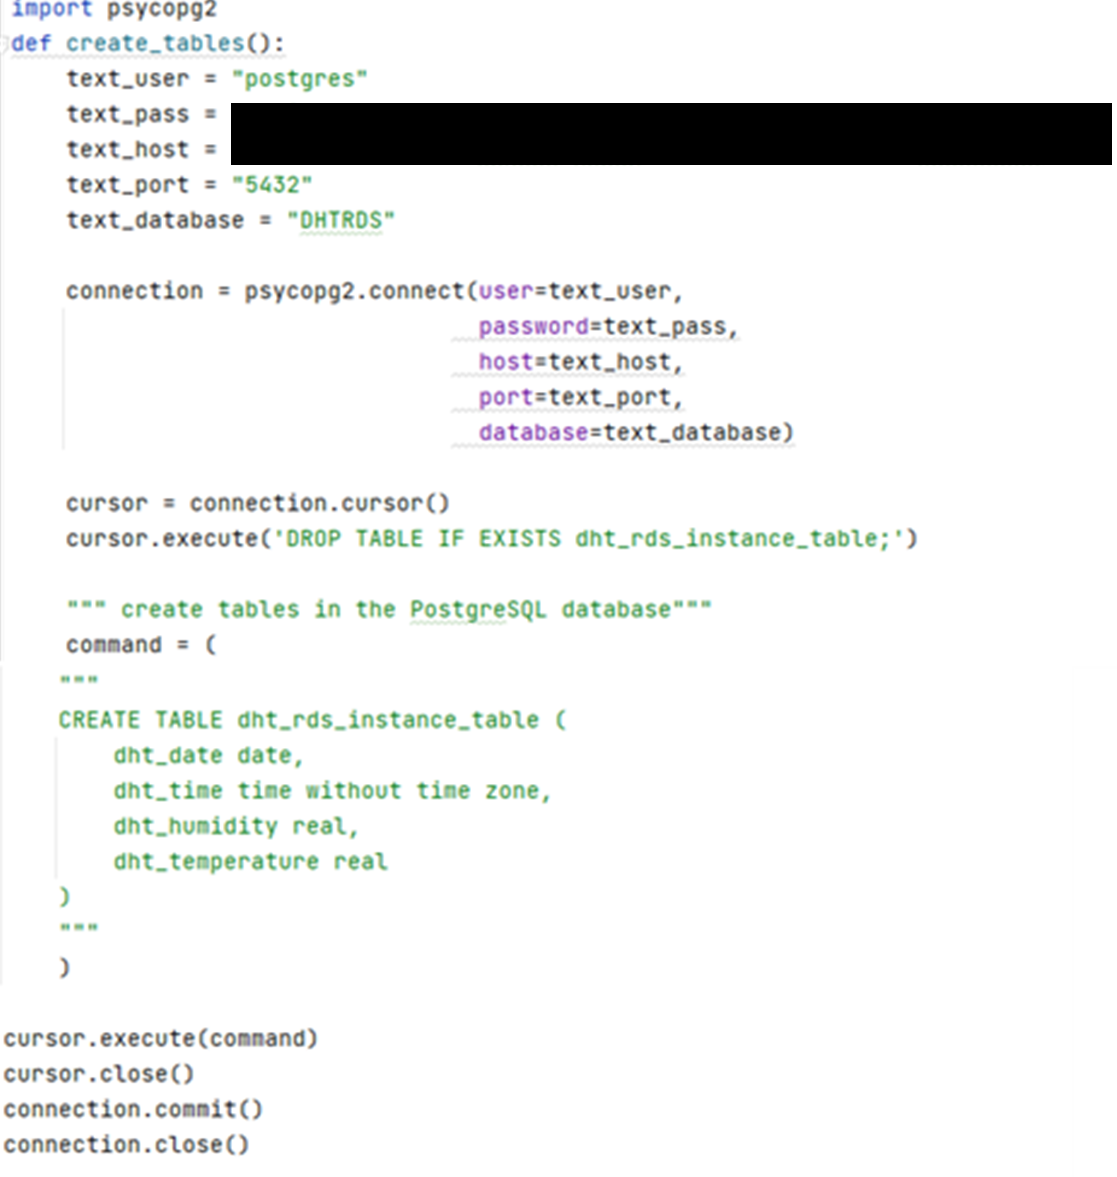 import psycopg2
def create_tables():
    text_user = "postgres"
    text_pass =
    text_host =
    text_port = "5432"
    text_database = "DHTRDS"

    connection = psycopg2.connect(user=text_user,
                                  password=text_pass,
                                  host=text_host,
                                  port=text_port,
                                  database=text_database)

    cursor = connection.cursor()
    cursor.execute('DROP TABLE IF EXISTS dht_rds_instance_table;')

    """ create tables in the PostgreSQL database"""
    command = (
    """
    CREATE TABLE dht_rds_instance_table (
        dht_date date,
        dht_time time without time zone,
        dht_humidity real,
        dht_temperature real
    )
    """
    )

cursor.execute(command)
cursor.close()
connection.commit()
connection.close()